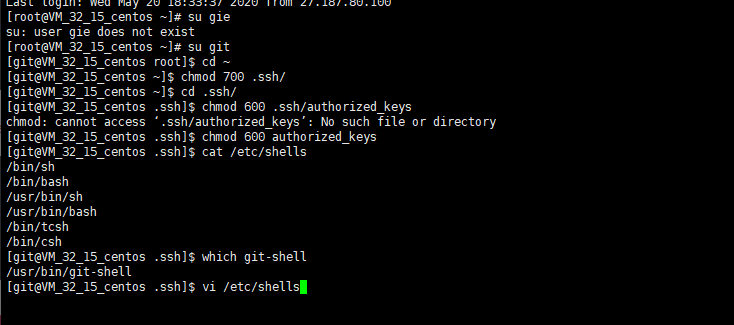 Last login: Wed May 20 18:33:37 2020 from 27.187.80.100
[root@VM_32_15_centos ~]# su gie
su: user gie does not exist
[root@VM_32_15_centos ~]# su git
[git@VM_32_15_centos root]$ cd ~
[git@VM_32_15_centos ~]$ chmod 700 .ssh/
[git@VM_32_15_centos ~]$ cd .ssh/
[git@VM_32_15_centos .ssh]$ chmod 600 .ssh/authorized_keys
chmod: cannot access ‘.ssh/authorized_keys’: No such file or directory
[git@VM_32_15_centos .ssh]$ chmod 600 authorized_keys
[git@VM_32_15_centos .ssh]$ cat /etc/shells
/bin/sh
/bin/bash
/usr/bin/sh
/usr/bin/bash
/bin/tcsh
/bin/csh
[git@VM_32_15_centos .ssh]$ which git-shell
/usr/bin/git-shell
[git@VM_32_15_centos .ssh]$ vi /etc/shells